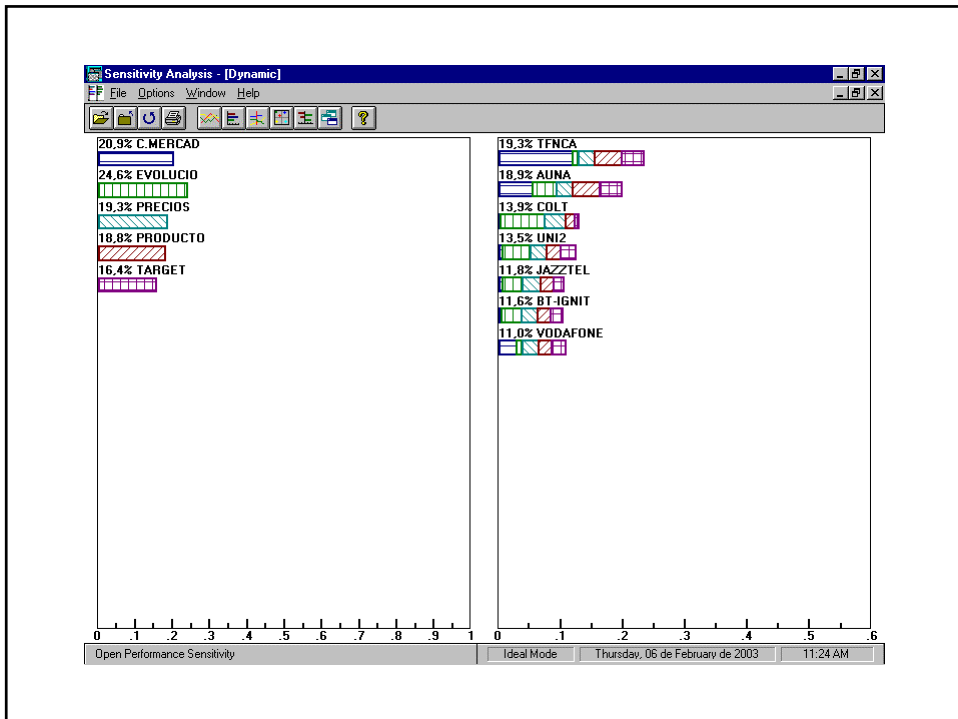 Sensitivity Analysis - [Dynamic]
File Options Window Help
?
20,9% C.MERCAD
24,6% EVOLUCIO
19,3% PRECIOS
18,8% PRODUCTO
16,4% TARGET
0 .1 .2 .3 .4 .5 .6 .7 .8 .9 1
19,3% TFNCA
18,9% AUNA
13,9% COLT
13,5% UNI2
11,8% JAZZTEL
11,6% BT-IGNIT
11,0% VODAFONE
0 .1 .2 .3 .4 .5 .6
Open Performance Sensitivity Ideal Mode Thursday, 06 de February de 2003 11:24 AM